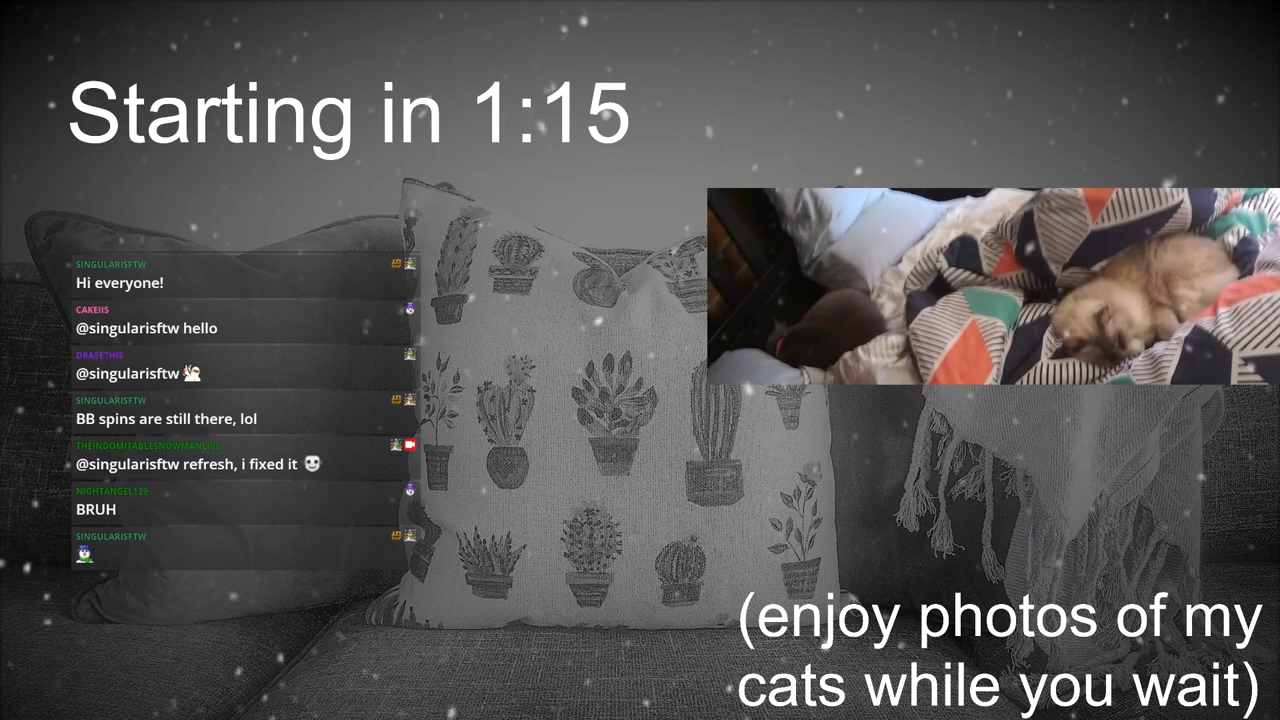 Starting in 1:15
SINGULARISFTW
Hi everyone!
CAKEIIS
@singularisftw hello
DRASETHIS
@singularisftw
SINGULARISFTW
BB spins are still there, lol
THEINDOMITABLESNOWMANLIVE
@singularisftw refresh, i fixed it
NIGHTANGEL129
BRUH
SINGULARISFTW
(enjoy photos of my
cats while you wait)